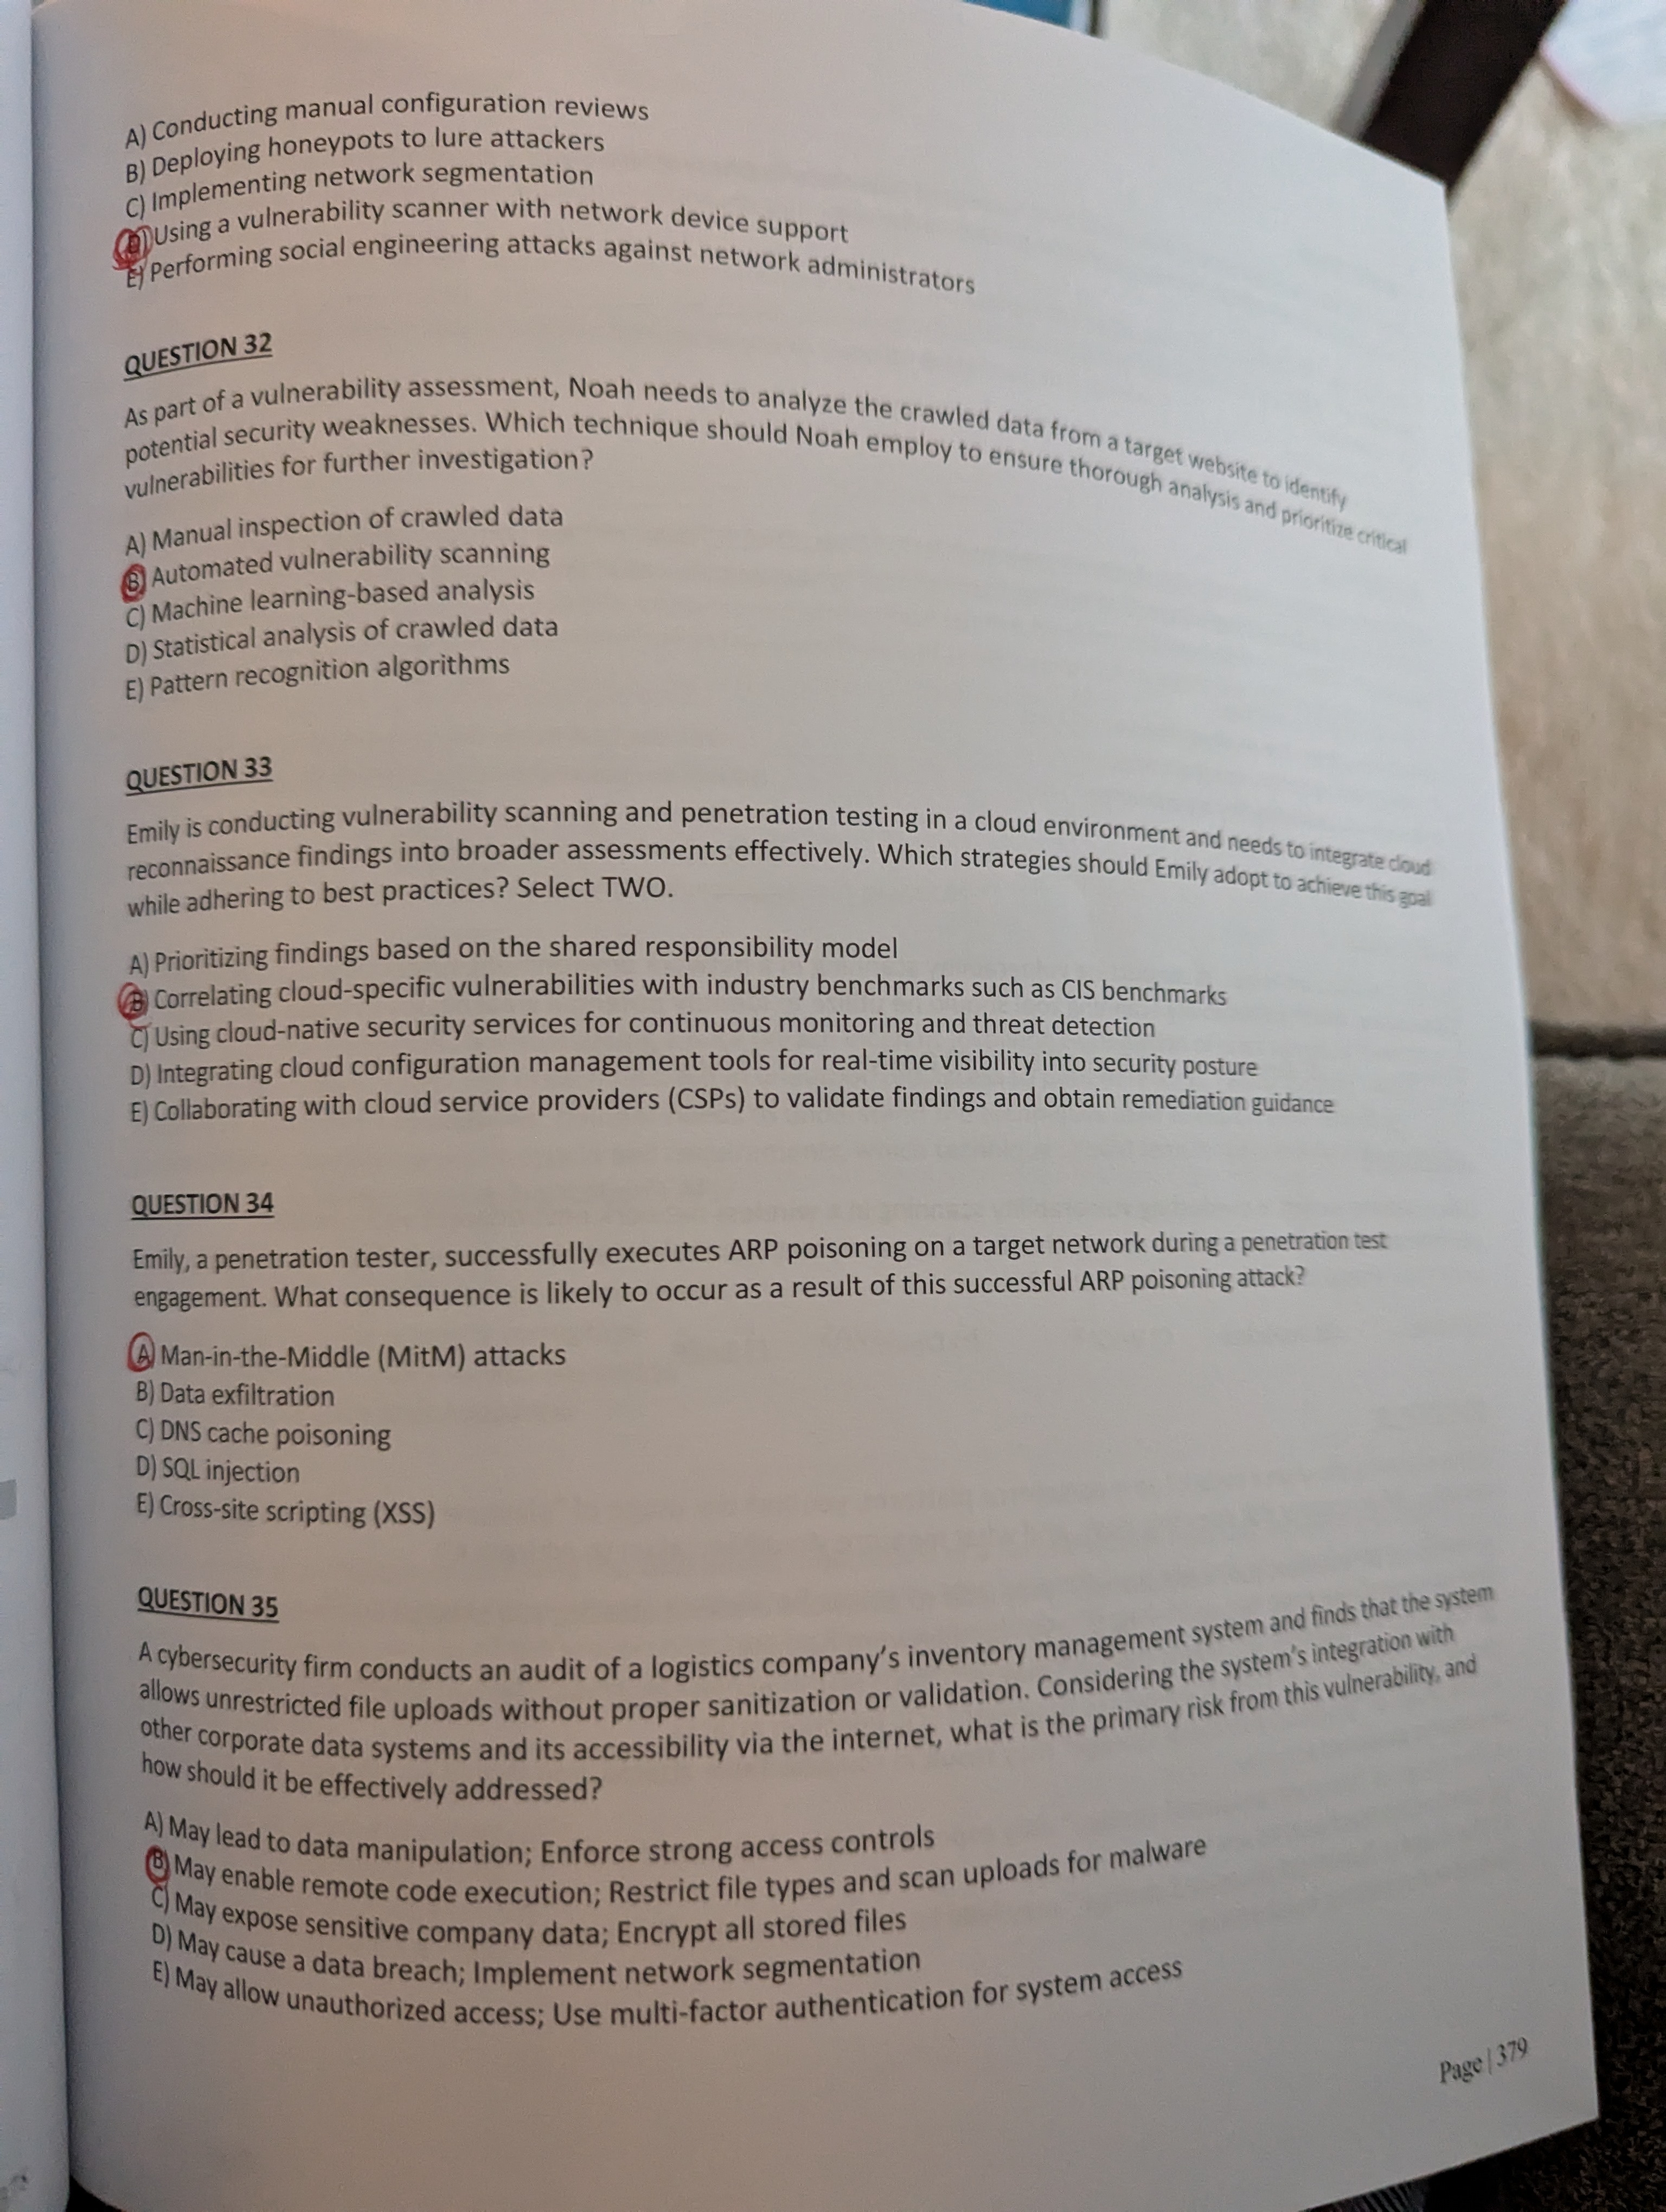 A) Conducting manual configuration reviews
B) Deploying honeypots to lure attackers
C) Implementing network segmentation
D) Using a vulnerability scanner with network device support
E) Performing social engineering attacks against network administrators
QUESTION 32
As part of a vulnerability assessment, Noah needs to analyze the crawled data from a target website to identify
potential security weaknesses. Which technique should Noah employ to ensure thorough analysis and prioritize critical
vulnerabilities for further investigation?
A) Manual inspection of crawled data
B) Automated vulnerability scanning
C) Machine learning-based analysis
D) Statistical analysis of crawled data
E) Pattern recognition algorithms
QUESTION 33
Emily is conducting vulnerability scanning and penetration testing in a cloud environment and needs to integrate cloud
reconnaissance findings into broader assessments effectively. Which strategies should Emily adopt to achieve this goal
while adhering to best practices? Select TWO.
A) Prioritizing findings based on the shared responsibility model
B) Correlating cloud-specific vulnerabilities with industry benchmarks such as CIS benchmarks
C) Using cloud-native security services for continuous monitoring and threat detection
D) Integrating cloud configuration management tools for real-time visibility into security posture
E) Collaborating with cloud service providers (CSPs) to validate findings and obtain remediation guidance
QUESTION 34
Emily, a penetration tester, successfully executes ARP poisoning on a target network during a penetration test
engagement. What consequence is likely to occur as a result of this successful ARP poisoning attack?
A) Man-in-the-Middle (MitM) attacks
B) Data exfiltration
C) DNS cache poisoning
D) SQL injection
E) Cross-site scripting (XSS)
QUESTION 35
A cybersecurity firm conducts an audit of a logistics company's inventory management system and finds that the system
allows unrestricted file uploads without proper sanitization or validation. Considering the system's integration with
other corporate data systems and its accessibility via the internet, what is the primary risk from this vulnerability, and
how should it be effectively addressed?
A) May lead to data manipulation; Enforce strong access controls
B) May enable remote code execution; Restrict file types and scan uploads for malware
C) May expose sensitive company data; Encrypt all stored files
D) May cause a data breach; Implement network segmentation
E) May allow unauthorized access; Use multi-factor authentication for system access
Page | 379